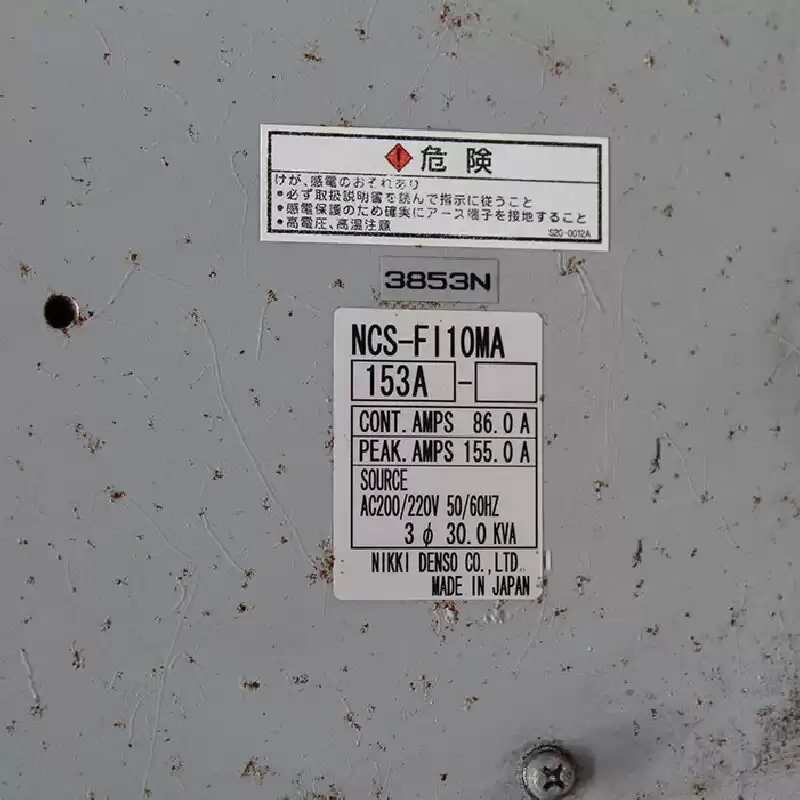 危険
けが、感電のおそれあり
・必ず取扱説明書を読んで指示に従うこと
・感電保護のため確実にアース端子を接地すること
・高電圧、高温注意
S20-0012A
3853N
NCS-FI10MA
153A -
CONT. AMPS 86.0 A
PEAK. AMPS 155.0 A
SOURCE
AC200/220V 50/60HZ
3 φ 30.0 KVA
NIKKI DENSO CO.,LTD.
MADE IN JAPAN